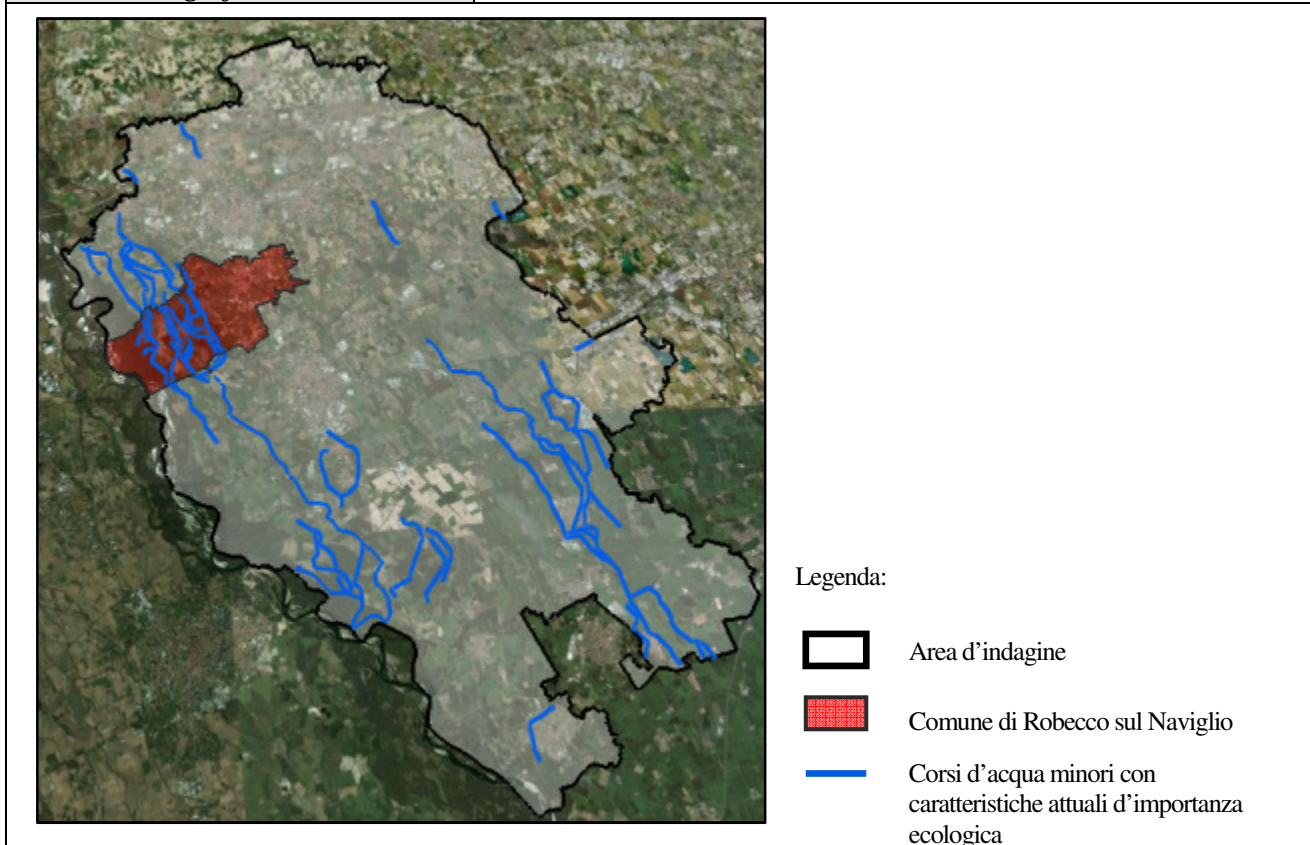 Legenda:
Area d'indagine
Comune di Robecco sul Naviglio
Corsi d'acqua minori con
caratteristiche attuali d'importanza
ecologica